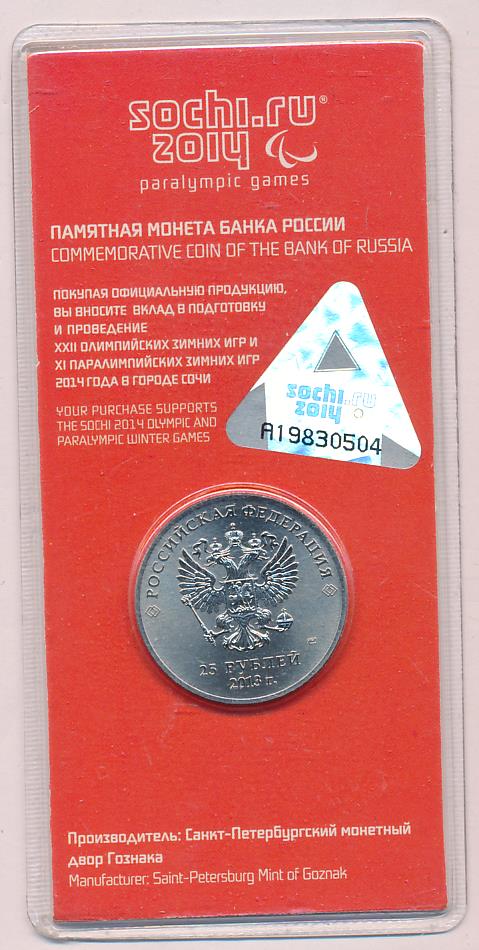 sochi.ru®
2014
paralympic games
ПАМЯТНАЯ МОНЕТА БАНКА РОССИИ
COMMEMORATIVE COIN OF THE BANK OF RUSSIA
ПОКУПАЯ ОФИЦИАЛЬНУЮ ПРОДУКЦИЮ,
ВЫ ВНОСИТЕ ВКЛАД В ПОДГОТОВКУ
И ПРОВЕДЕНИЕ
XXII ОЛИМПИЙСКИХ ЗИМНИХ ИГР И
XI ПАРАЛИМПИЙСКИХ ЗИМНИХ ИГР
2014 ГОДА В ГОРОДЕ СОЧИ
YOUR PURCHASE SUPPORTS
THE SOCHI 2014 OLYMPIC AND
PARALYMPIC WINTER GAMES
sochi.ru
2014
A19830504
РОССИЙСКАЯ ФЕДЕРАЦИЯ
25 РУБЛЕЙ
2013 г.
Производитель: Санкт-Петербургский монетный
двор Гознака
Manufacturer: Saint-Petersburg Mint of Goznak